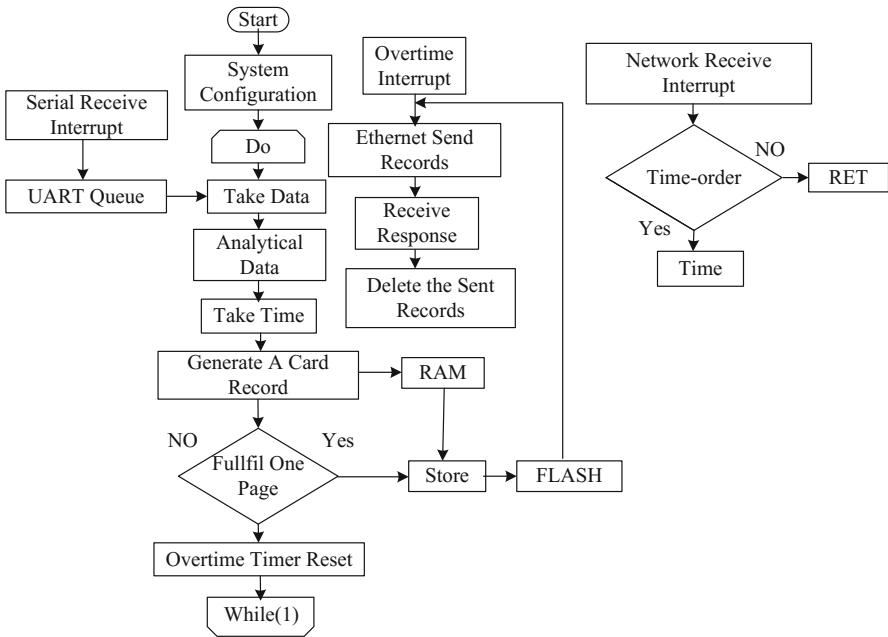 Start
System
Configuration
Do
Serial Receive
Interrupt
UART Queue
Take Data
Analytical
Data
Take Time
Generate A Card
Record
RAM
NO
Yes
Fullfil One
Page
Store
FLASH
Overtime Timer Reset
While(1)
Overtime
Interrupt
Ethernet Send
Records
Receive
Response
Delete the Sent
Records
Network Receive
Interrupt
Time-order
NO
RET
Yes
Time